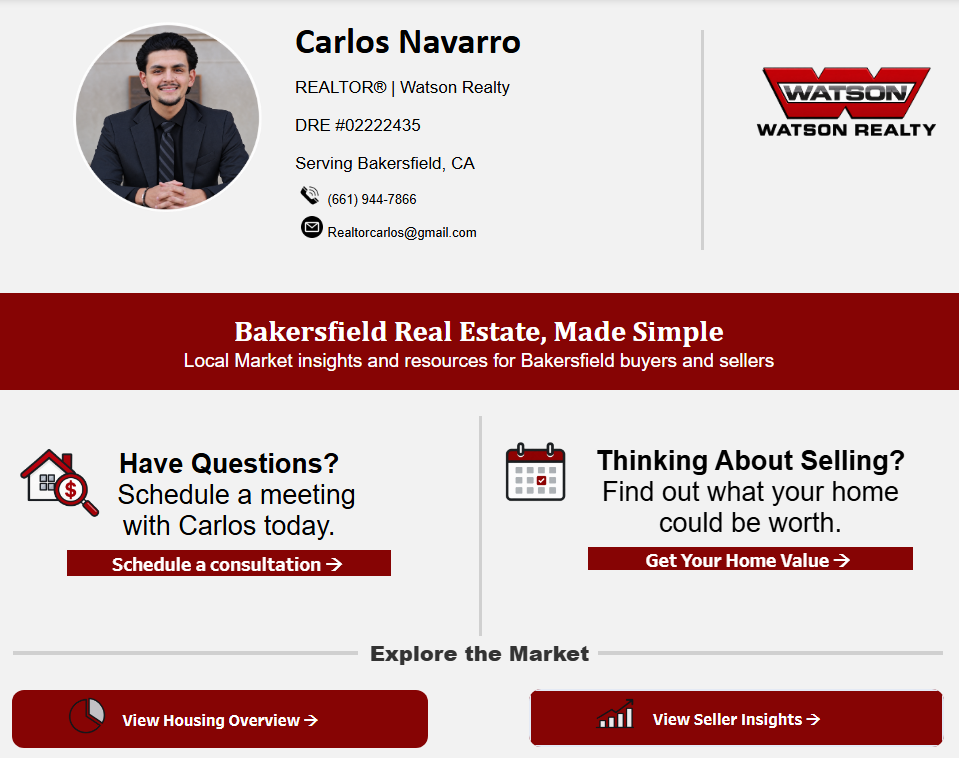 Carlos Navarro
REALTOR® | Watson Realty
DRE #02222435
Serving Bakersfield, CA
(661) 944-7866
Realtorcarlos@gmail.com
WATSON
WATSON REALTY
Bakersfield Real Estate, Made Simple
Local Market insights and resources for Bakersfield buyers and sellers
Have Questions?
Schedule a meeting
with Carlos today.
Schedule a consultation →
$
Thinking About Selling?
Find out what your home
could be worth.
Get Your Home Value →
Explore the Market
View Housing Overview →
View Seller Insights →